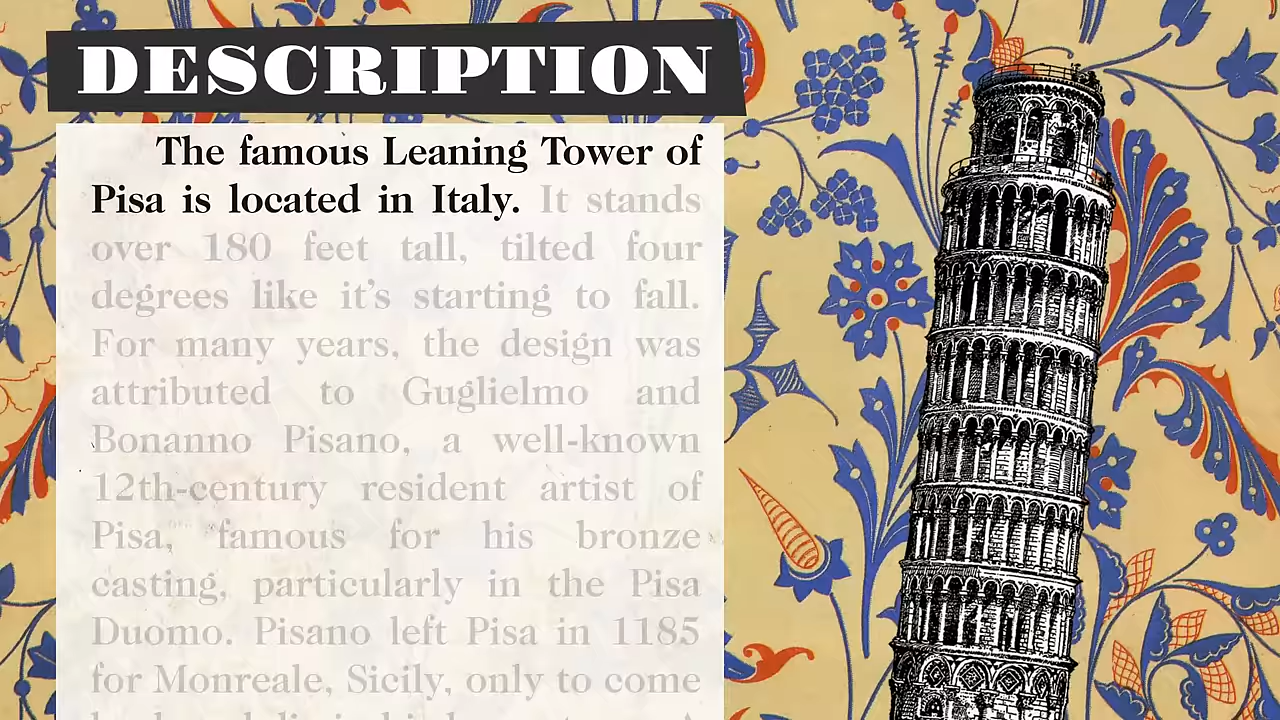 DESCRIPTION
The famous Leaning Tower of
Pisa is located in Italy. It stands
over 180 feet tall, tilted four
degrees like it's starting to fall.
For many years, the design was
attributed to Guglielmo and
Bonanno Pisano, a well-known
12th-century resident artist of
Pisa, famous for his bronze
casting, particularly in the Pisa
Duomo. Pisano left Pisa in 1185
for Monreale, Sicily, only to come